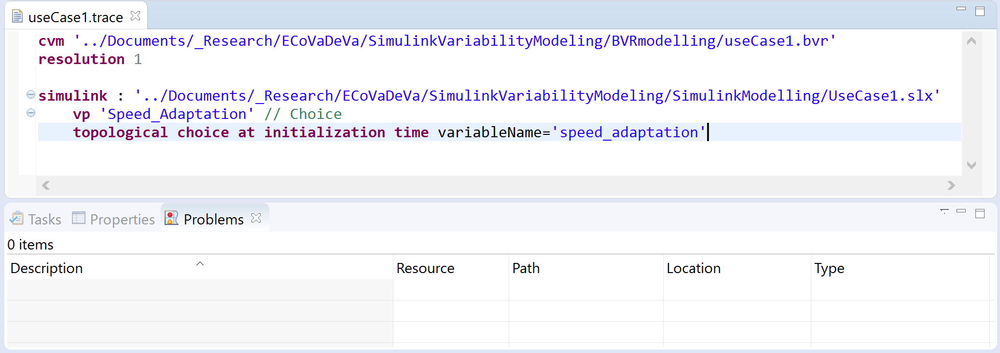 useCase1.trace
cvm '../Documents/_Research/ECoVaDeVa/SimulinkVariabilityModeling/BVRmodelling/useCase1.bvr'
resolution 1
simulink : '../Documents/_Research/ECoVaDeVa/SimulinkVariabilityModeling/SimulinkModelling/UseCase1.slx'
vp 'Speed_Adaptation' // Choice
topological choice at initialization time variableName='speed_adaptation'
Tasks Properties Problems
0 items
Description Resource Path Location Type